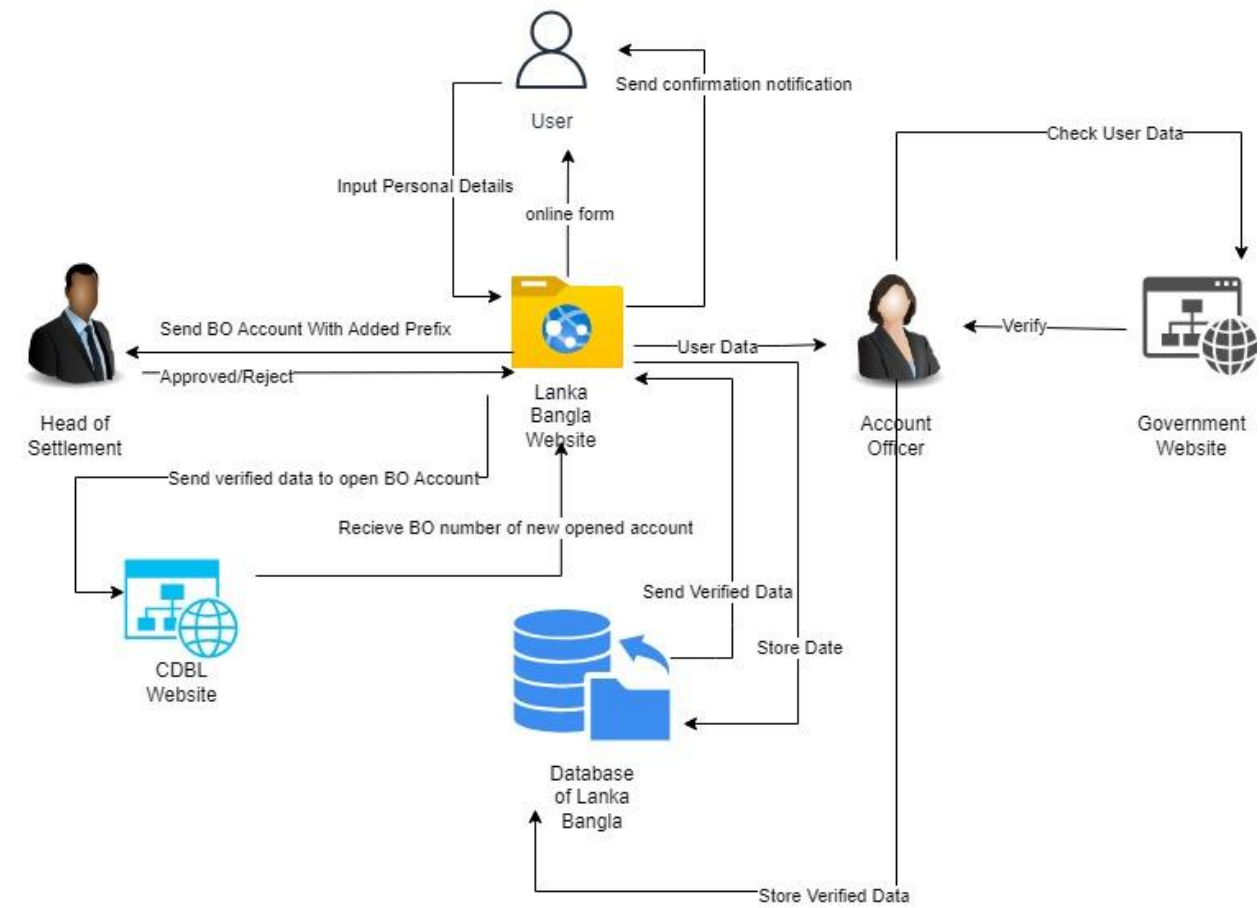 Send confirmation notification
User
Check User Data
Input Personal Details
online form
Send BO Account With Added Prefix
User Data
Verify
Approved/Reject
Lanka
Bangla
Website
Head of
Settlement
Account
Officer
Government
Website
Send verified data to open BO Account
Recieve BO number of new opened account
Send Verified Data
Store Date
CDBL
Website
Database
of Lanka
Bangla
Store Verified Data